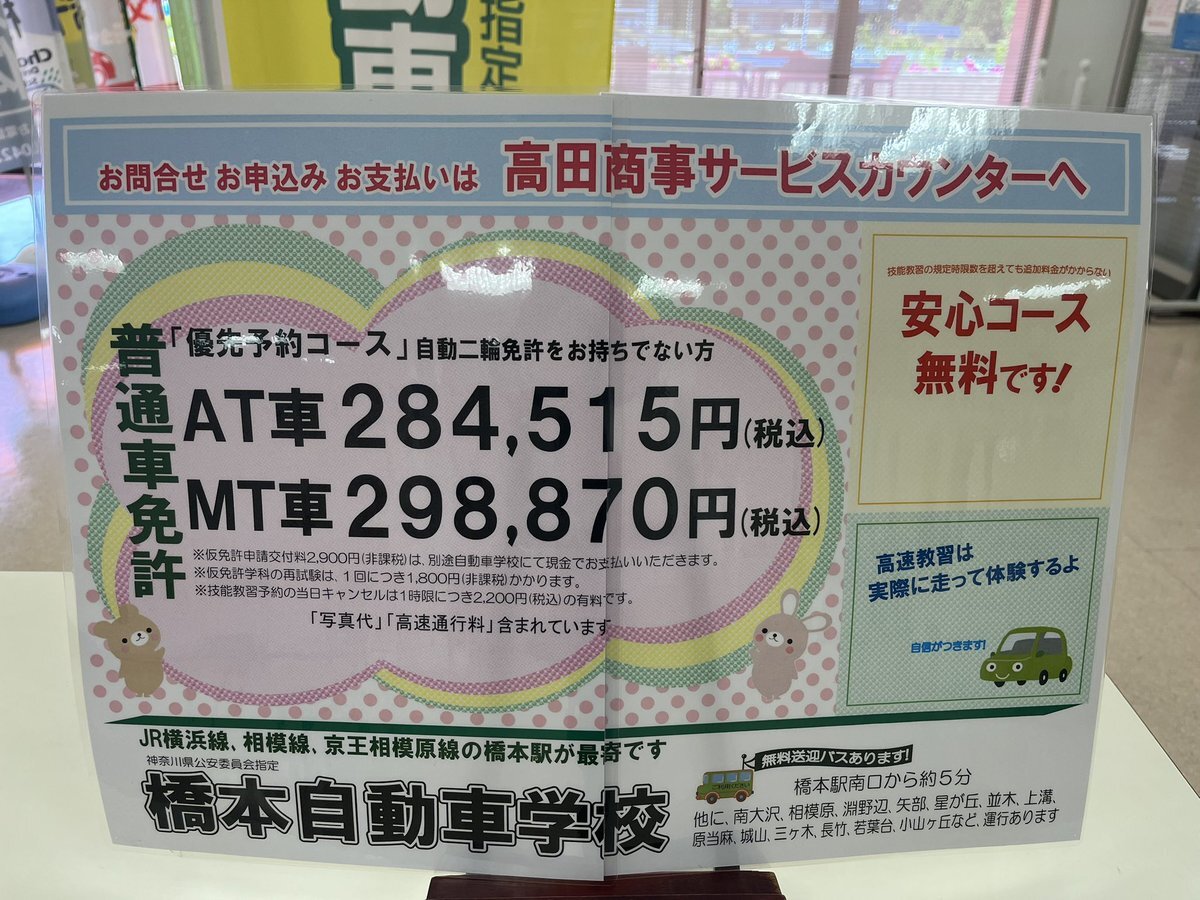 動車
指定
Cho
お問合せ お申込み お支払いは 高田商事サービスカウンターへ
普通車免許
「優先予約コース」自動二輪免許をお持ちでない方
AT車 284,515円(税込)
MT車 298,870円(税込)
※仮免許申請交付料2,900円(非課税)は、別途自動車学校にて現金でお支払いいただきます。
※仮免許学科の再試験は、1回につき1,800円(非課税)かかります。
※技能教習予約の当日キャンセルは1時限につき2,200円(税込)の有料です。
「写真代」「高速通行料」含まれています
技能教習の規定時限数を超えても追加料金がかからない
安心コース
無料です!
高速教習は
実際に走って体験するよ
自信がつきます!
JR横浜線、相模線、京王相模原線の橋本駅が最寄です
神奈川県公安委員会指定
橋本自動車学校
無料送迎バスあります!
橋本駅南口から約5分
他に、南大沢、相模原、淵野辺、矢部、星が丘、並木、上溝、
原当麻、城山、三ヶ木、長竹、若葉台、小山ヶ丘など、運行あります